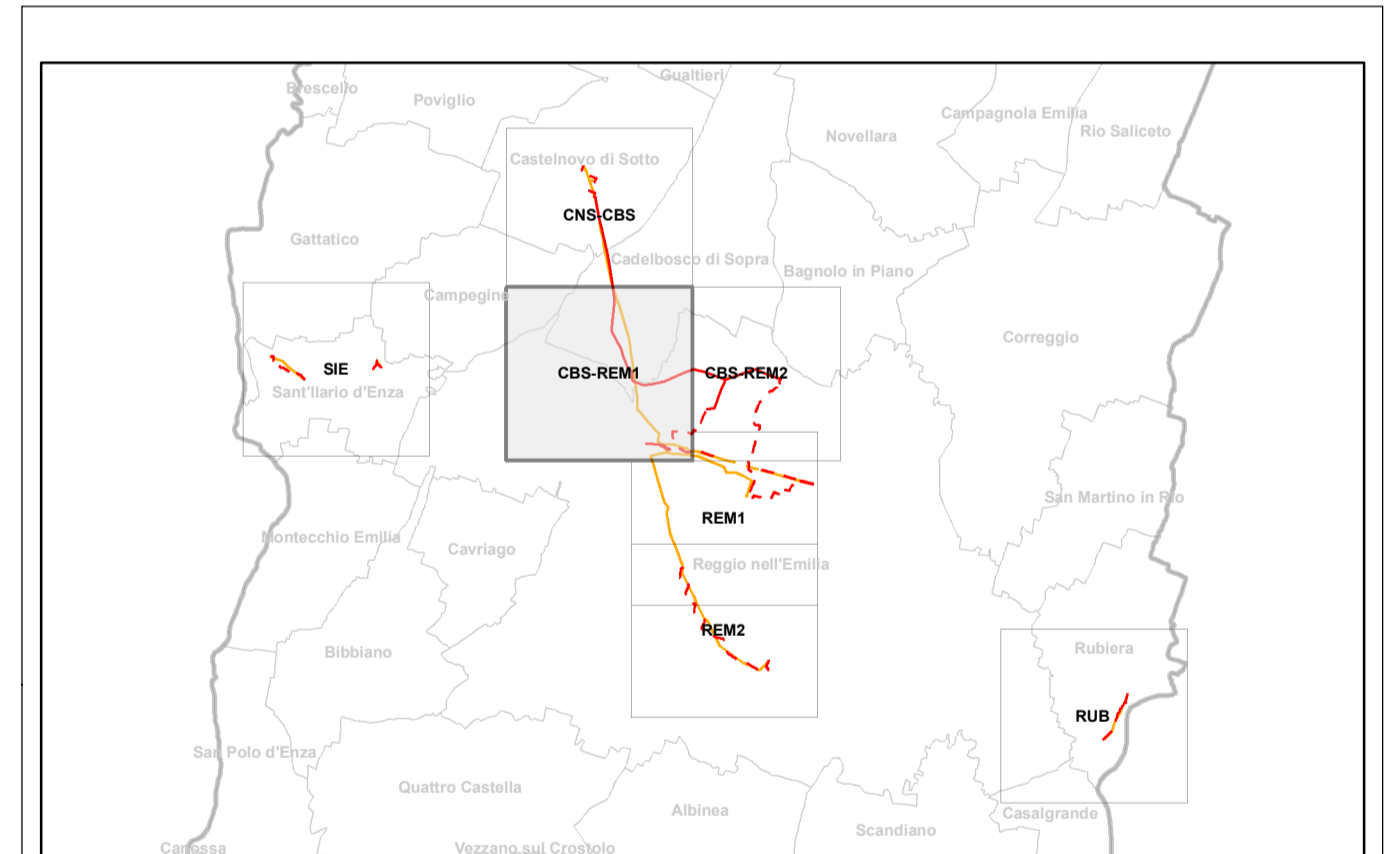 Gualtieri
Brescello
Poviglio
Campagnola Emilia
Rio Saliceto
Novellara
Castelnovo di Sotto
CNS-CBS
Gattatico
Cadelbosco di Sopra
Bagnolo in Piano
Campegine
Correggio
SIE
CBS-REM1
CBS-REM2
Sant'Ilario d'Enza
San Martino in Rio
REM1
Montecchio Emilia
Cavriago
Reggio nell'Emilia
REM2
Bibbiano
Rubiera
RUB
San Polo d'Enza
Quattro Castella
Albinea
Casalgrande
Scandiano
Canossa
Vezzano sul Crostolo